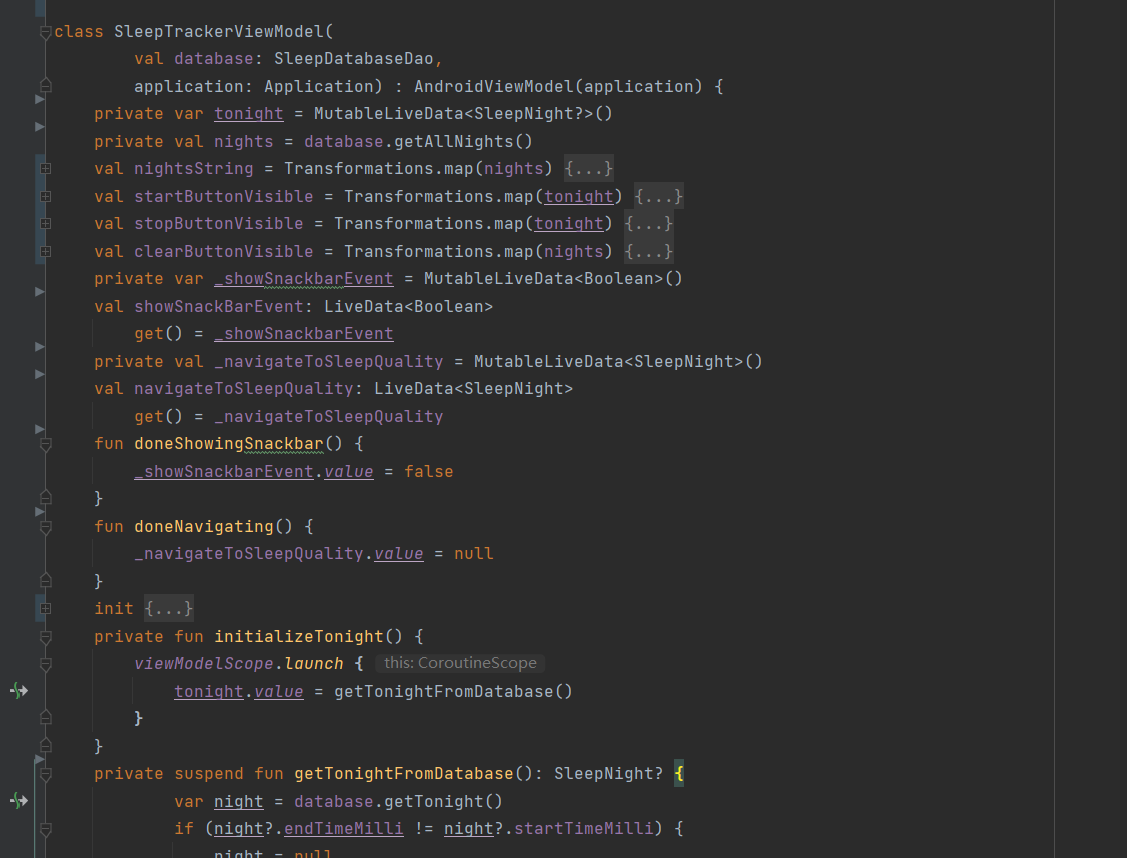 class SleepTrackerViewModel(
        val database: SleepDatabaseDao,
        application: Application) : AndroidViewModel(application) {
    private var tonight = MutableLiveData<SleepNight?>()
    private val nights = database.getAllNights()
    val nightsString = Transformations.map(nights) {...}
    val startButtonVisible = Transformations.map(tonight) {...}
    val stopButtonVisible = Transformations.map(tonight) {...}
    val clearButtonVisible = Transformations.map(nights) {...}
    private var _showSnackbarEvent = MutableLiveData<Boolean>()
    val showSnackBarEvent: LiveData<Boolean>
        get() = _showSnackbarEvent
    private val _navigateToSleepQuality = MutableLiveData<SleepNight>()
    val navigateToSleepQuality: LiveData<SleepNight>
        get() = _navigateToSleepQuality
    fun doneShowingSnackbar() {
        _showSnackbarEvent.value = false
    }
    fun doneNavigating() {
        _navigateToSleepQuality.value = null
    }
    init {...}
    private fun initializeTonight() {
        viewModelScope.launch { this: CoroutineScope
            tonight.value = getTonightFromDatabase()
        }
    }
    private suspend fun getTonightFromDatabase(): SleepNight? {
            var night = database.getTonight()
            if (night?.endTimeMilli != night?.startTimeMilli) {
                night = null